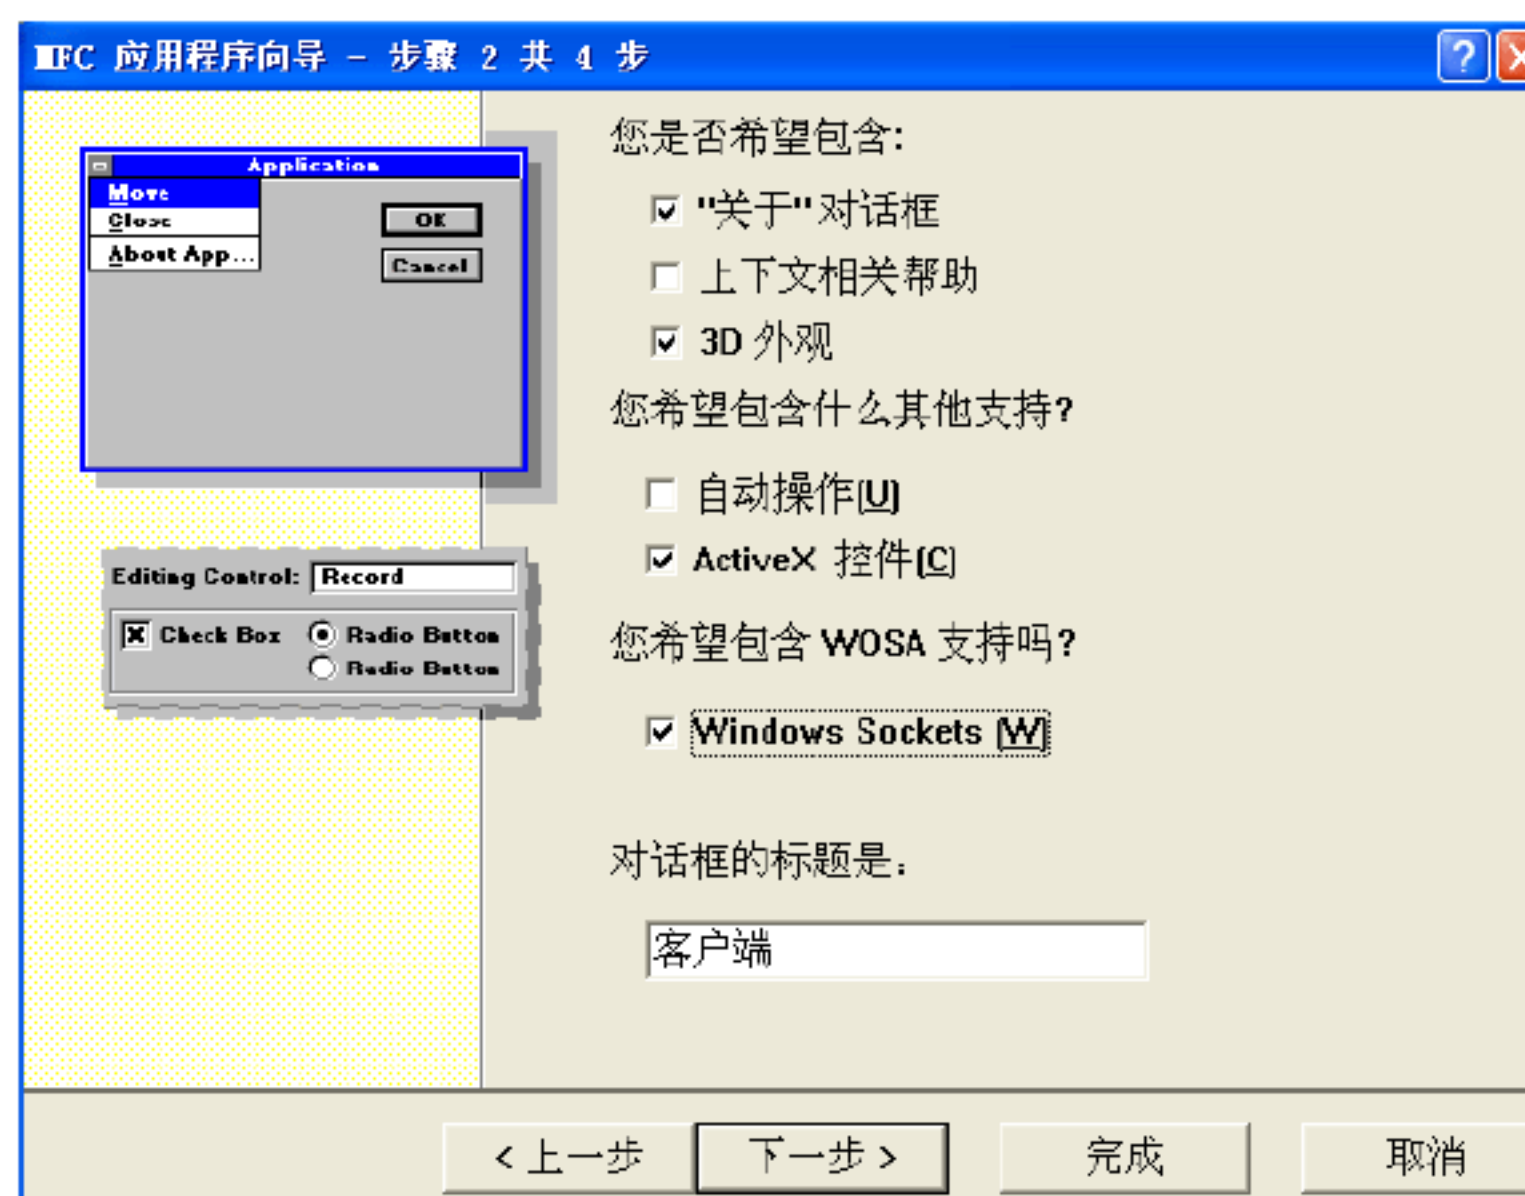 MFC 应用程序向导 - 步骤 2 共 4 步
Application
Move
Close
About App...
OK
Cancel
Editing Control: Record
Check Box
Radio Button
Radio Button
您是否希望包含:
"关于"对话框
上下文相关帮助
3D 外观
您希望包含什么其他支持?
自动操作(U)
ActiveX 控件(C)
您希望包含 WOSA 支持吗?
Windows Sockets (W)
对话框的标题是:
客户端
< 上一步
下一步 >
完成
取消